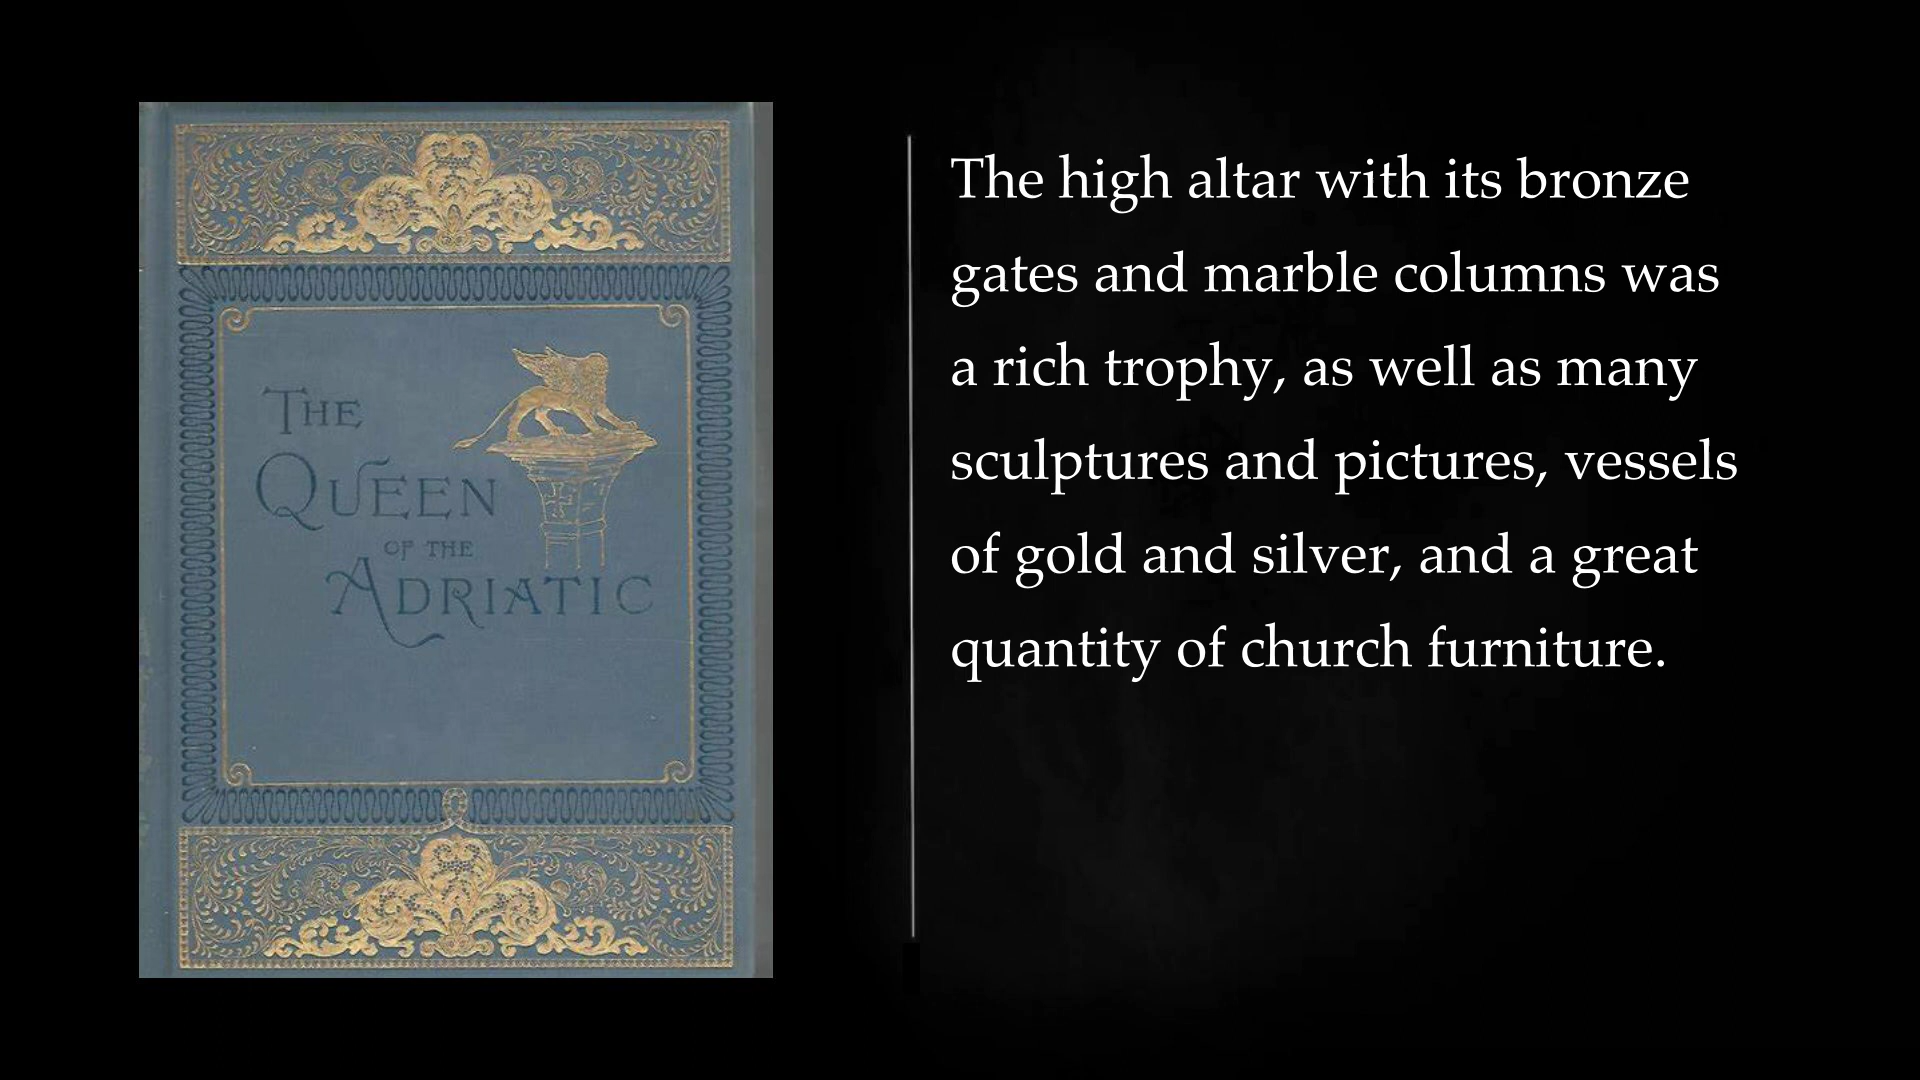 THE
QUEEN
OF THE
ADRIATIC
The high altar with its bronze
gates and marble columns was
a rich trophy, as well as many
sculptures and pictures, vessels
of gold and silver, and a great
quantity of church furniture.